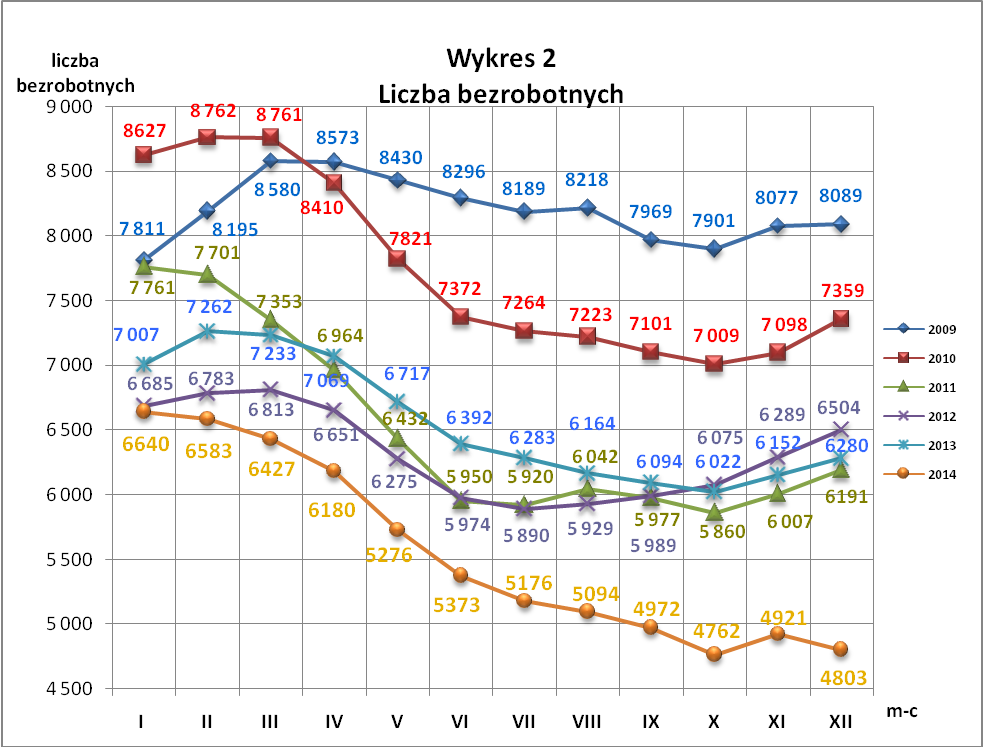 liczba
bezrobotnych
Wykres 2
Liczba bezrobotnych
9 000
8 500
8 000
7 500
7 000
6 500
6 000
5 500
5 000
4 500
8627 8 762 8 761 8410 7821 7372 7264 7223 7101 7 009 7 098 7359
7 811 8 195 8 580 8573 8430 8296 8189 8218 7969 7901 8077 8089
7 761 7 701 7 353 6 964 6 432 5 950 5 920 6 042 5 977 5 860 6 007 6191
7 007 7 262 7 233 7 069 6 717 6 392 6 283 6 164 6 094 6 022 6 152 6280
6 685 6 783 6 813 6 651 6 275 5 974 5 890 5 929 5 989 6 075 6 289 6504
6640 6583 6427 6180 5276 5373 5176 5094 4972 4762 4921 4803
I II III IV V VI VII VIII IX X XI XII
m-c
2009
2010
2011
2012
2013
2014